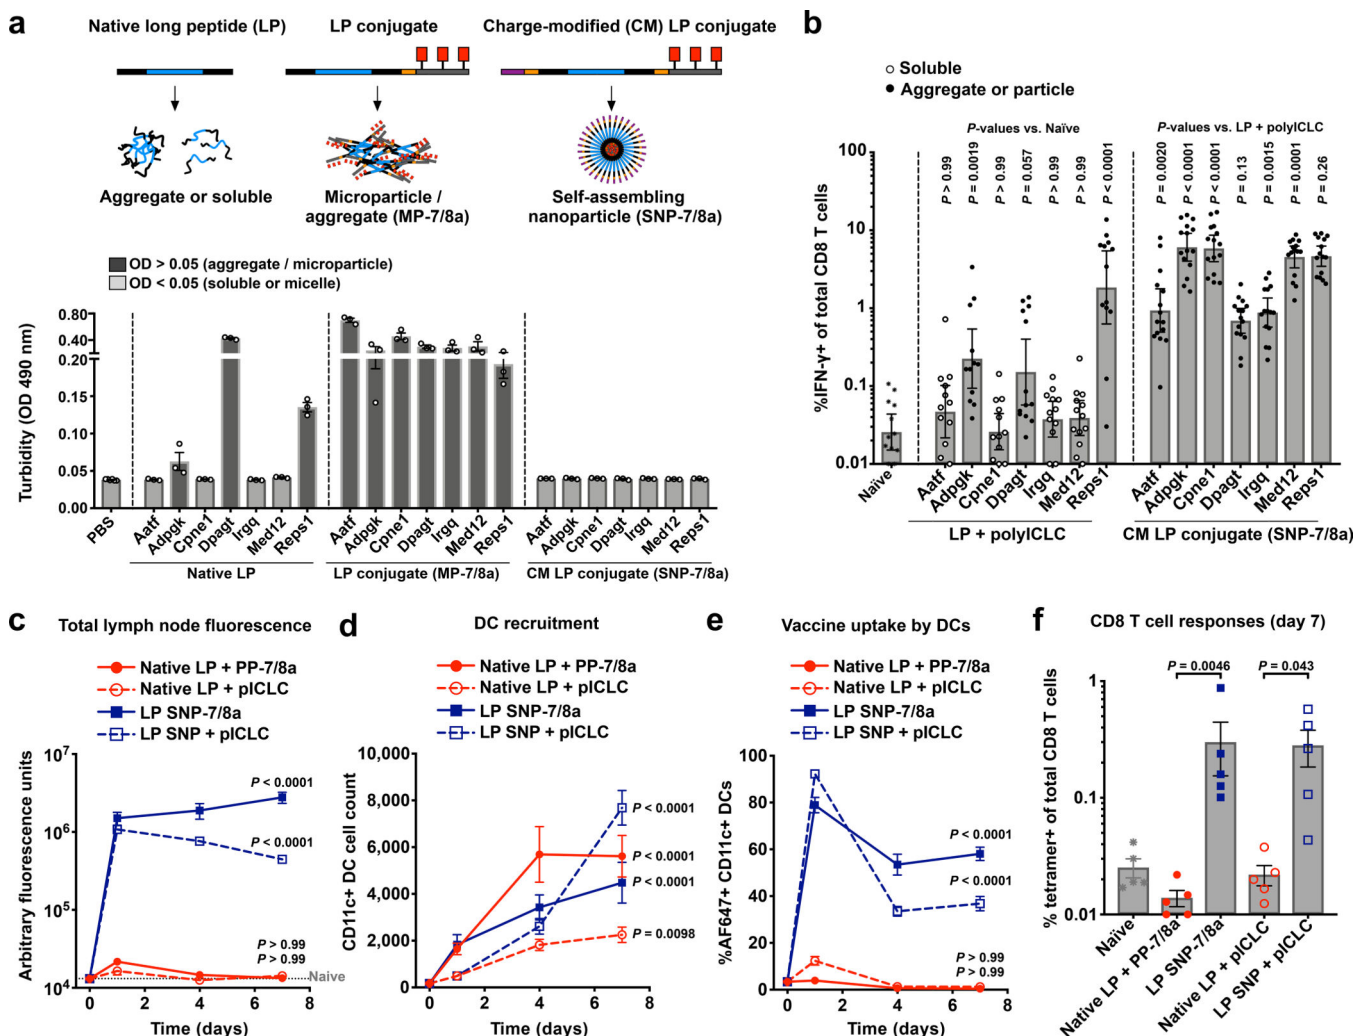 a
Native long peptide (LP)
LP conjugate
Charge-modified (CM) LP conjugate
Aggregate or soluble
Microparticle /
aggregate (MP-7/8a)
Self-assembling
nanoparticle (SNP-7/8a)
OD > 0.05 (aggregate / microparticle)
OD < 0.05 (soluble or micelle)
Turbidity (OD 490 nm)
0.80
0.40
0.20
0.15
0.10
0.05
0.00
PBS
Aatf
Adpgk
Cpne1
Dpagt
Irgq
Med12
Reps1
Aatf
Adpgk
Cpne1
Dpagt
Irgq
Med12
Reps1
Aatf
Adpgk
Cpne1
Dpagt
Irgq
Med12
Reps1
Native LP
LP conjugate (MP-7/8a)
CM LP conjugate (SNP-7/8a)
b
Soluble
Aggregate or particle
P-values vs. Naïve
P-values vs. LP + polyICLC
P > 0.99
P = 0.0019
P > 0.99
P = 0.057
P > 0.99
P > 0.99
P < 0.0001
P = 0.0020
P < 0.0001
P < 0.0001
P = 0.13
P = 0.0015
P = 0.0001
P = 0.26
%IFN-γ+ of total CD8 T cells
100
10
1
0.1
0.01
Naïve
Aatf
Adpgk
Cpne1
Dpagt
Irgq
Med12
Reps1
Aatf
Adpgk
Cpne1
Dpagt
Irgq
Med12
Reps1
LP + polyICLC
CM LP conjugate (SNP-7/8a)
c
Total lymph node fluorescence
Native LP + PP-7/8a
Native LP + pICLC
LP SNP-7/8a
LP SNP + pICLC
Arbitrary fluorescence units
10⁷
10⁶
10⁵
10⁴
P < 0.0001
P < 0.0001
P > 0.99
P > 0.99
Naive
0
2
4
6
8
Time (days)
d
DC recruitment
Native LP + PP-7/8a
Native LP + pICLC
LP SNP-7/8a
LP SNP + pICLC
CD11c+ DC cell count
10,000
8,000
6,000
4,000
2,000
0
P < 0.0001
P < 0.0001
P < 0.0001
P = 0.0098
0
2
4
6
8
Time (days)
e
Vaccine uptake by DCs
Native LP + PP-7/8a
Native LP + pICLC
LP SNP-7/8a
LP SNP + pICLC
%AF647+ CD11c+ DCs
100
80
60
40
20
0
P < 0.0001
P < 0.0001
P > 0.99
P > 0.99
0
2
4
6
8
Time (days)
f
CD8 T cell responses (day 7)
P = 0.0046
P = 0.043
% tetramer+ of total CD8 T cells
1
0.1
0.01
Naïve
Native LP + PP-7/8a
LP SNP-7/8a
Native LP + pICLC
LP SNP + pICLC